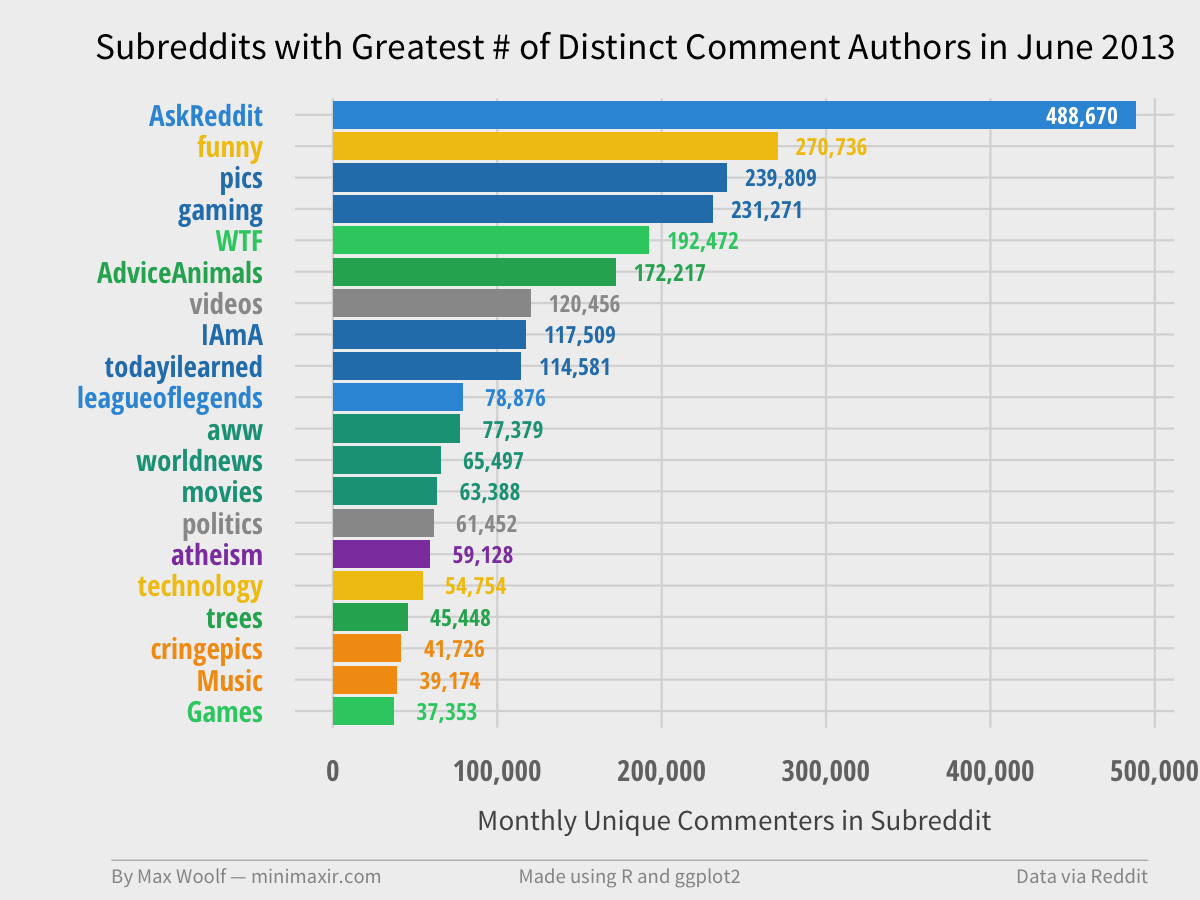 Subreddits with Greatest # of Distinct Comment Authors in June 2013
AskReddit 488,670
funny 270,736
pics 239,809
gaming 231,271
WTF 192,472
AdviceAnimals 172,217
videos 120,456
IAmA 117,509
todayilearned 114,581
leagueoflegends 78,876
aww 77,379
worldnews 65,497
movies 63,388
politics 61,452
atheism 59,128
technology 54,754
trees 45,448
cringepics 41,726
Music 39,174
Games 37,353
0 100,000 200,000 300,000 400,000 500,000
Monthly Unique Commenters in Subreddit
By Max Woolf — minimaxir.com Made using R and ggplot2 Data via Reddit